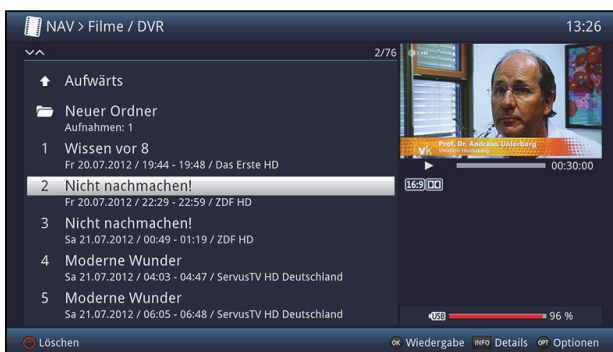 NAV > Filme / DVR 13:26
2/76
Aufwärts
Neuer Ordner
Aufnahmen: 1
1 Wissen vor 8
Fr 20.07.2012 / 19:44 - 19:48 / Das Erste HD
2 Nicht nachmachen!
Fr 20.07.2012 / 22:29 - 22:59 / ZDF HD
3 Nicht nachmachen!
Sa 21.07.2012 / 00:49 - 01:19 / ZDF HD
4 Moderne Wunder
Sa 21.07.2012 / 04:03 - 04:47 / ServusTV HD Deutschland
5 Moderne Wunder
Sa 21.07.2012 / 06:05 - 06:48 / ServusTV HD Deutschland
vk Prof. Dr. Andreas Unterberg
Uniklinik Heidelberg
00:30:00
16:9
USB 96 %
Löschen OK Wiedergabe INFO Details OPT Optionen